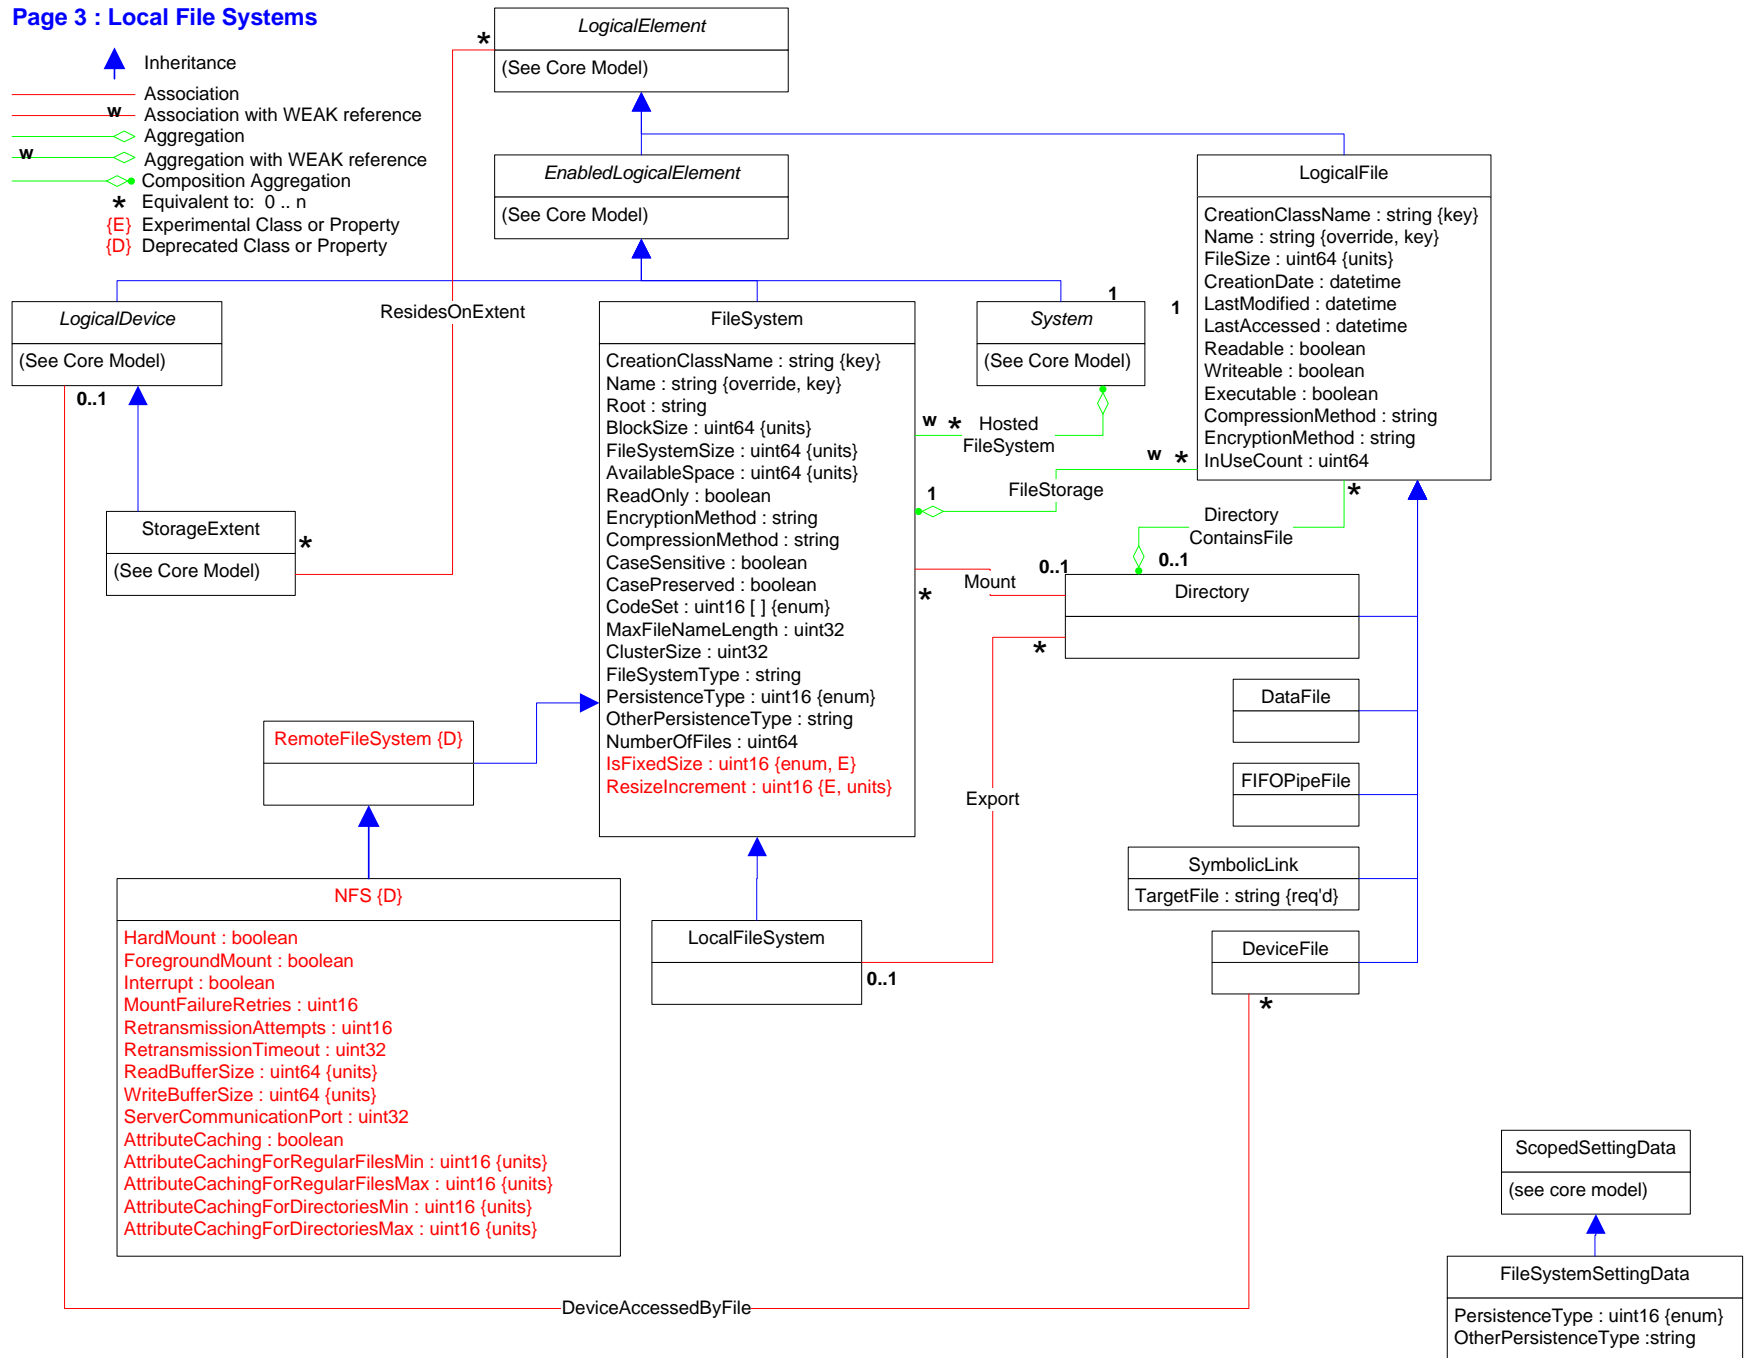 Page 3 : Local File Systems
Inheritance
Association
w
Association with WEAK reference
Aggregation
w
Aggregation with WEAK reference
Composition Aggregation
* Equivalent to: 0 .. n
{E} Experimental Class or Property
{D} Deprecated Class or Property
*
LogicalElement
(See Core Model)
EnabledLogicalElement
(See Core Model)
LogicalFile
CreationClassName : string {key}
Name : string {override, key}
FileSize : uint64 {units}
CreationDate : datetime
LastModified : datetime
LastAccessed : datetime
Readable : boolean
Writeable : boolean
Executable : boolean
CompressionMethod : string
EncryptionMethod : string
InUseCount : uint64
LogicalDevice
(See Core Model)
0..1
ResidesOnExtent
FileSystem
CreationClassName : string {key}
Name : string {override, key}
Root : string
BlockSize : uint64 {units}
FileSystemSize : uint64 {units}
AvailableSpace : uint64 {units}
ReadOnly : boolean
EncryptionMethod : string
CompressionMethod : string
CaseSensitive : boolean
CasePreserved : boolean
CodeSet : uint16 [ ] {enum}
MaxFileNameLength : uint32
ClusterSize : uint32
FileSystemType : string
PersistenceType : uint16 {enum}
OtherPersistenceType : string
NumberOfFiles : uint64
IsFixedSize : uint16 {enum, E}
ResizeIncrement : uint16 {E, units}
1
System
(See Core Model)
1
w * Hosted
FileSystem
w *
1
FileStorage
*
Directory
ContainsFile
0..1
StorageExtent
(See Core Model)
*
0..1
Mount
*
Directory
*
DataFile
FIFOPipeFile
Export
SymbolicLink
TargetFile : string {req'd}
DeviceFile
*
RemoteFileSystem {D}
NFS {D}
HardMount : boolean
ForegroundMount : boolean
Interrupt : boolean
MountFailureRetries : uint16
RetransmissionAttempts : uint16
RetransmissionTimeout : uint32
ReadBufferSize : uint64 {units}
WriteBufferSize : uint64 {units}
ServerCommunicationPort : uint32
AttributeCaching : boolean
AttributeCachingForRegularFilesMin : uint16 {units}
AttributeCachingForRegularFilesMax : uint16 {units}
AttributeCachingForDirectoriesMin : uint16 {units}
AttributeCachingForDirectoriesMax : uint16 {units}
LocalFileSystem
0..1
DeviceAccessedByFile
ScopedSettingData
(see core model)
FileSystemSettingData
PersistenceType : uint16 {enum}
OtherPersistenceType :string